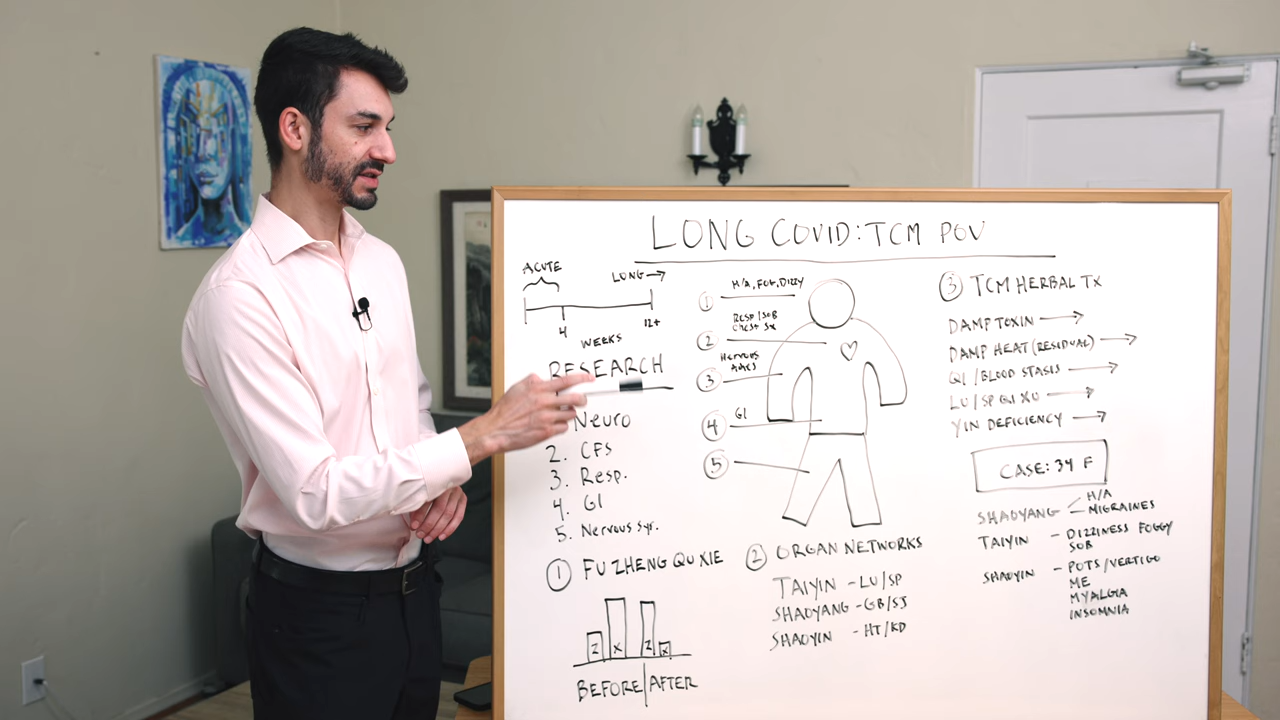 LONG COVID: TCM POV
ACUTE
LONG →
4
12+
WEEKS
RESEARCH
Neuro
2. CFS
3. Resp.
4. GI
5. Nervous Sys.
① FU ZHENG QU XIE
Z X Z X
BEFORE/AFTER
① H/A, FOG, DIZZY
② RESP/SOB
CHEST SX
③ Nervous
④ GI
⑤
② ORGAN NETWORKS
TAIYIN - LU/SP
SHAOYANG - GB/SJ
SHAOYIN - HT/KD
③ TCM HERBAL TX
DAMP TOXIN →
DAMP HEAT (RESIDUAL) →
QI/BLOOD STASIS →
LU/SP QI XU →
YIN DEFICIENCY →
CASE: 34 F
SHAOYANG - H/A
- MIGRAINES
TAIYIN - DIZZINESS FOGGY
SOB
SHAOYIN - POTS/VERTIGO
ME
MYALGIA
INSOMNIA